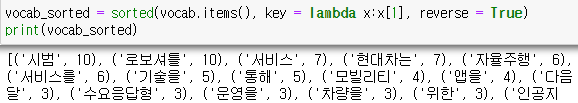 vocab_sorted = sorted(vocab.items(), key = lambda x:x[1], reverse = True)
print(vocab_sorted)
[('시범', 10), ('로보셔틀', 10), ('서비스', 7), ('현대차는', 7), ('자율주행', 6),
('서비스를', 6), ('기술을', 5), ('통해', 5), ('모빌리티', 4), ('앱을', 4), ('다음
달', 3), ('수요응답형', 3), ('운영을', 3), ('차량을', 3), ('위한', 3), ('인공지